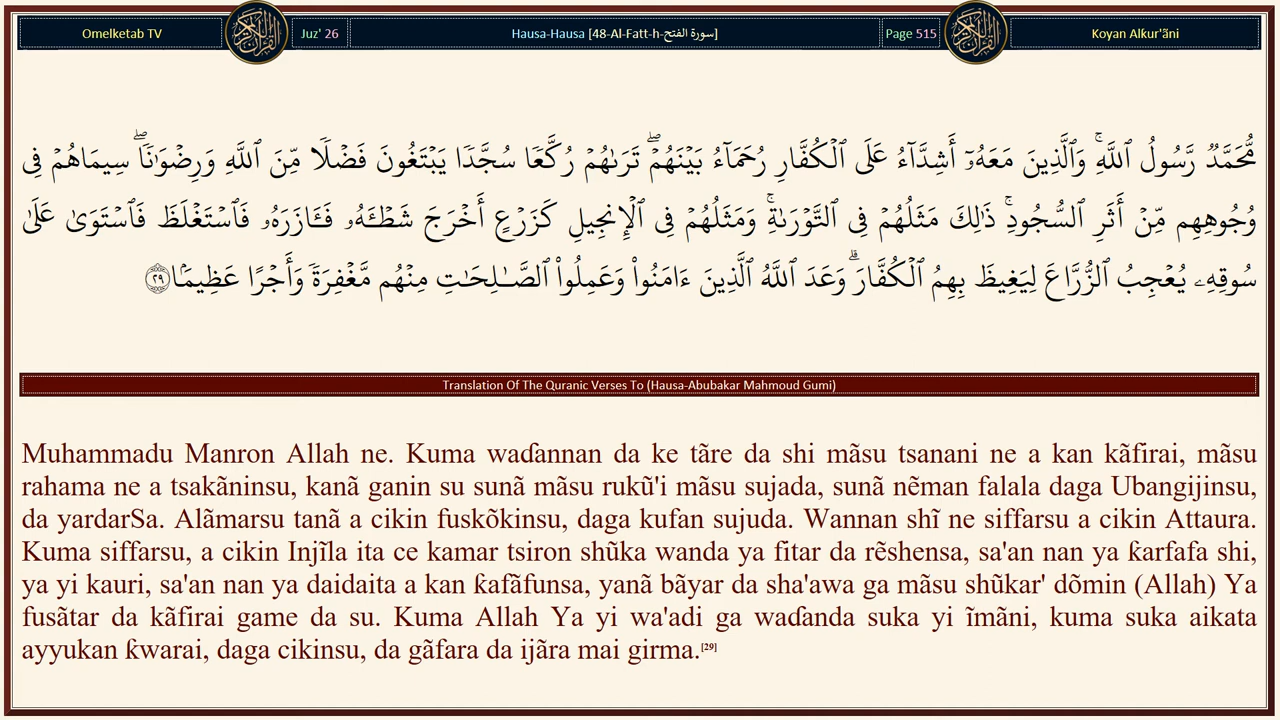 Omelketab TV
Juz' 26
Hausa-Hausa [48-Al-Fatt-h-سورة الفتح]
Page 515
Koyan Alƙur'ãni
مُّحَمَّدٌ رَّسُولُ ٱللَّهِۚ وَٱلَّذِينَ مَعَهُۥٓ أَشِدَّآءُ عَلَى ٱلْكُفَّارِ رُحَمَآءُ بَيْنَهُمْۖ تَرَىٰهُمْ رُكَّعًا سُجَّدًا يَبْتَغُونَ فَضْلًا مِّنَ ٱللَّهِ وَرِضْوَٰنًاۖ سِيمَاهُمْ فِى
وُجُوهِهِم مِّنْ أَثَرِ ٱلسُّجُودِۚ ذَٰلِكَ مَثَلُهُمْ فِى ٱلتَّوْرَىٰةِۚ وَمَثَلُهُمْ فِى ٱلْإِنجِيلِ كَزَرْعٍ أَخْرَجَ شَطْـَٔهُۥ فَـَٔازَرَهُۥ فَٱسْتَغْلَظَ فَٱسْتَوَىٰ عَلَىٰ
سُوقِهِۦ يُعْجِبُ ٱلزُّرَّاعَ لِيَغِيظَ بِهِمُ ٱلْكُفَّارَۗ وَعَدَ ٱللَّهُ ٱلَّذِينَ ءَامَنُوا۟ وَعَمِلُوا۟ ٱلصَّـٰلِحَـٰتِ مِنْهُم مَّغْفِرَةً وَأَجْرًا عَظِيمًۢا ٢٩
Translation Of The Quranic Verses To (Hausa-Abubakar Mahmoud Gumi)
Muhammadu Manron Allah ne. Kuma waɗannan da ke tãre da shi mãsu tsanani ne a kan kãfirai, mãsu
rahama ne a tsakãninsu, kanã ganin su sunã mãsu rukũ'i mãsu sujada, sunã nẽman falala daga Ubangijinsu,
da yardarSa. Alãmarsu tanã a cikin fuskõkinsu, daga kufan sujuda. Wannan shĩ ne siffarsu a cikin Attaura.
Kuma siffarsu, a cikin Injĩla ita ce kamar tsiron shũka wanda ya fitar da rẽshensa, sa'an nan ya ƙarfafa shi,
ya yi kauri, sa'an nan ya daidaita a kan ƙafãfunsa, yanã bãyar da sha'awa ga mãsu shũkar' dõmin (Allah) Ya
fusãtar da kãfirai game da su. Kuma Allah Ya yi wa'adi ga waɗanda suka yi ĩmãni, kuma suka aikata
ayyukan ƙwarai, daga cikinsu, da gãfara da ijãra mai girma.[29]